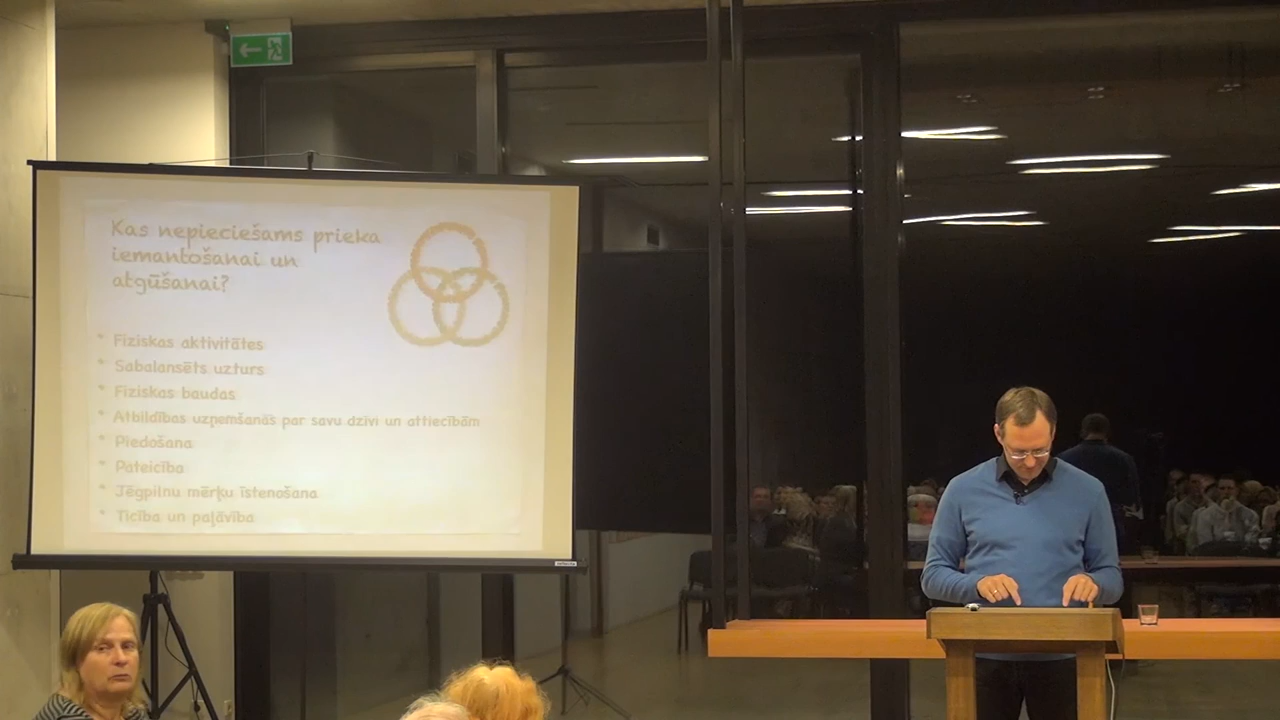 Kas nepieciešams prieka
iemantošanai un
atgūšanai?
* Fiziskas aktivitātes
* Sabalansēts uzturs
* Fiziskas baudas
* Atbildības uzņemšanās par savu dzīvi un attiecībām
* Piedošana
* Pateicība
* Jēgpilnu mērķu īstenošana
* Ticība un paļāvība